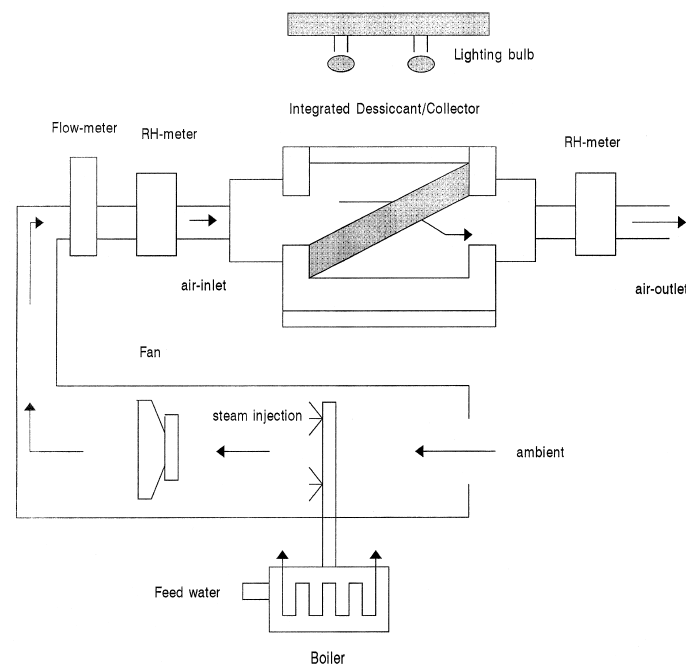 Lighting bulb
Integrated Dessiccant/Collector
Flow-meter
RH-meter
RH-meter
air-inlet
air-outlet
Fan
steam injection
ambient
Feed water
Boiler